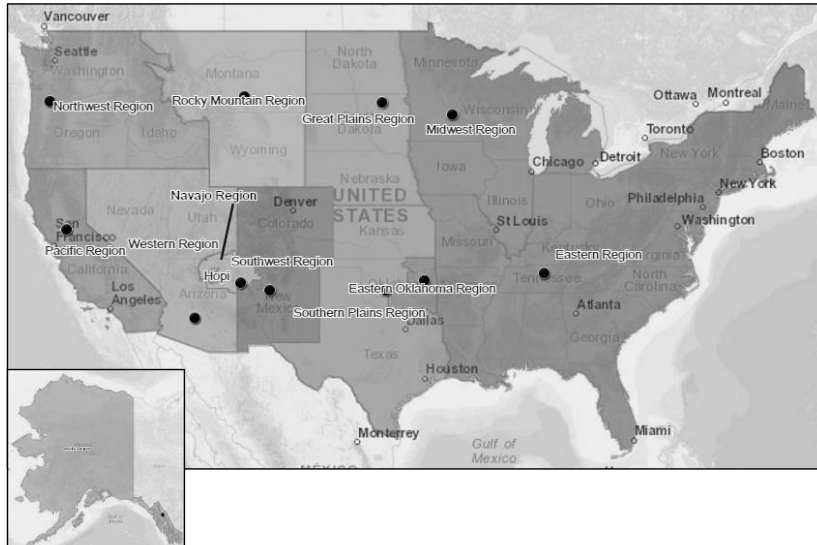 Vancouver
Seattle
Washington
Northwest Region
Oregon
Idaho
Montana
Rocky Mountain Region
Wyoming
North
Dakota
Great Plains Region
Dakota
Nebraska
Minnesota
Wisconsin
Midwest Region
Iowa
Chicago
Detroit
Toronto
Ottawa
Montreal
Maine
Boston
New York
New York
Philadelphia
Washington
Navajo Region
Nevada
Utah
Denver
Colorado
UNITED
STATES
Kansas
Illinois
Ohio
St Louis
Missouri
Kentucky
Virginia
San
Francisco
Pacific Region
California
Western Region
Hopi
Southwest Region
Eastern Oklahoma Region
Eastern Region
Tennessee
North
Carolina
Los
Angeles
Arizona
New
Mexico
Southern Plains Region
Dallas
Texas
Atlanta
Georgia
Houston
Monterrey
Gulf of
Mexico
Miami
MÉXICO